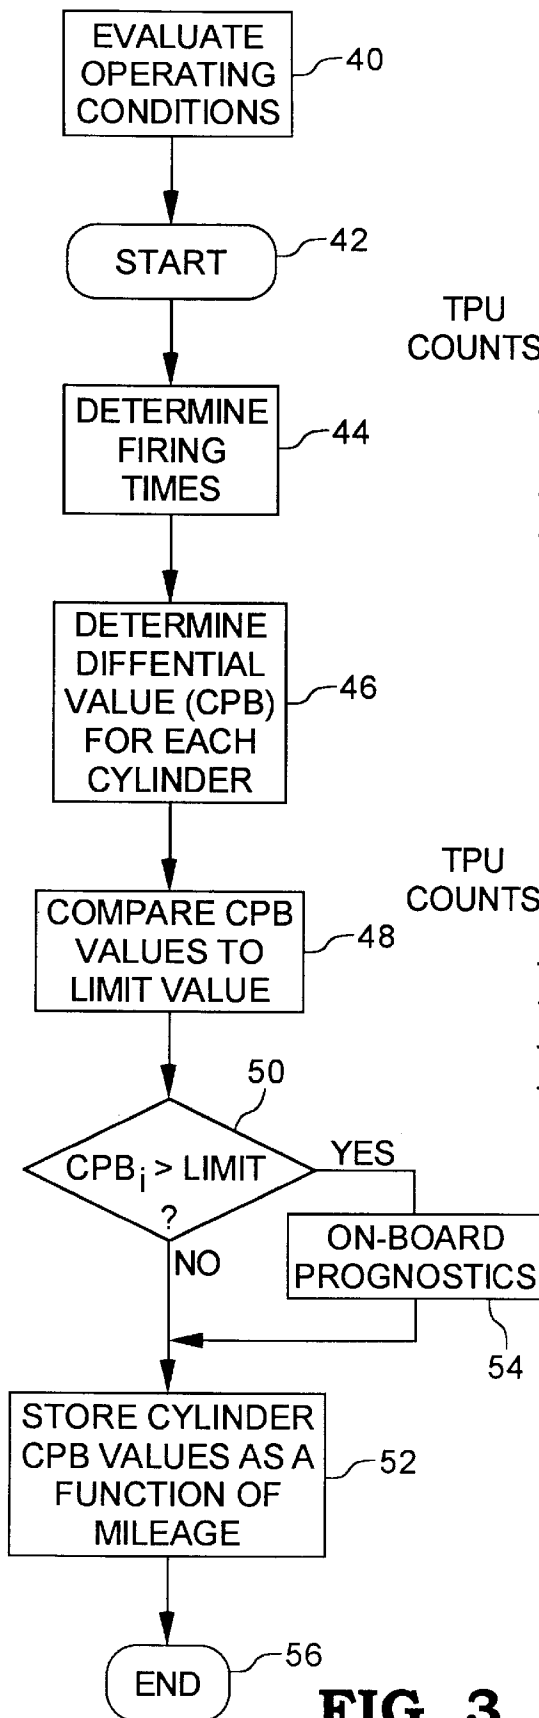 EVALUATE
OPERATING
CONDITIONS
40
START
42
TPU
COUNTS
DETERMINE
FIRING
TIMES
44
DETERMINE
DIFFENTIAL
VALUE (CPB)
FOR EACH
CYLINDER
46
TPU
COUNTS
COMPARE CPB
VALUES TO
LIMIT VALUE
48
50
CPBi > LIMIT
?
YES
NO
ON-BOARD
PROGNOSTICS
54
STORE CYLINDER
CPB VALUES AS A
FUNCTION OF
MILEAGE
52
END
56
FIG. 3